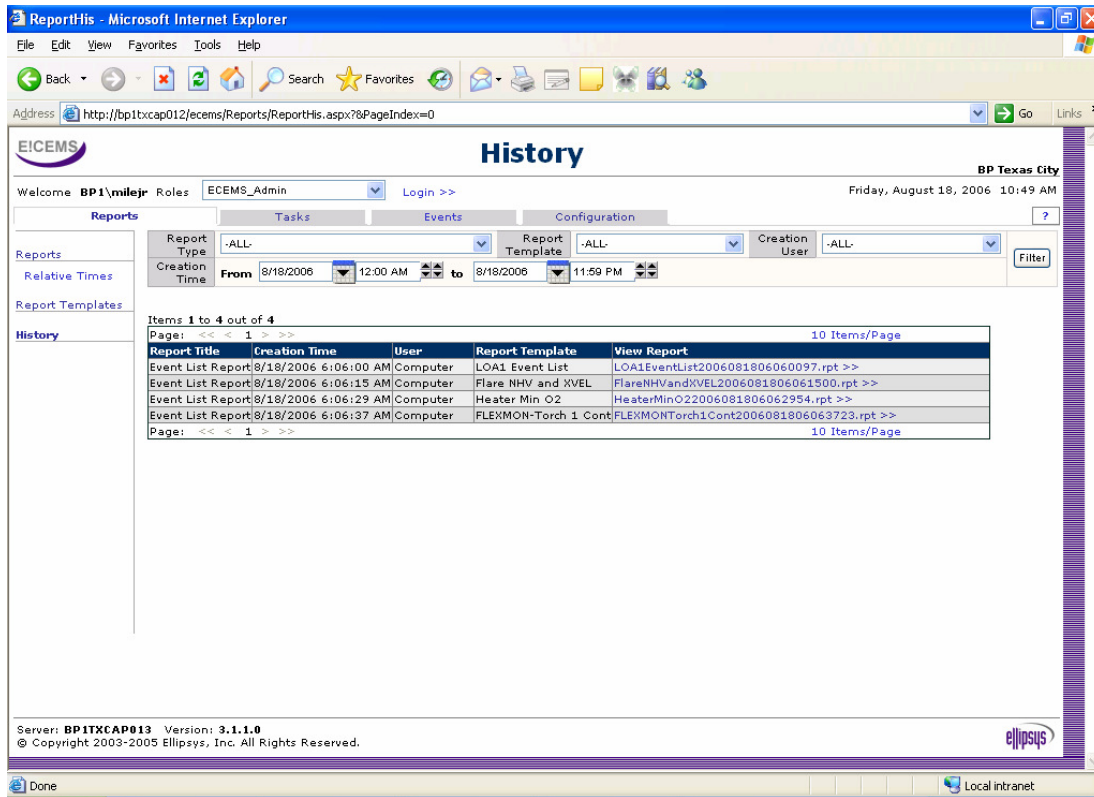 ReportHis - Microsoft Internet Explorer
File Edit View Favorites Tools Help
Back Search Favorites
Address http://bp1txcap012/ecems/Reports/ReportHis.aspx?&PageIndex=0 Go Links
E!CEMS
History
BP Texas City
Welcome BP1\milejr Roles ECEMS_Admin Login >> Friday, August 18, 2006 10:49 AM
Reports Tasks Events Configuration ?
Reports
Relative Times
Report Templates
History
Report Type -ALL- Report Template -ALL- Creation User -ALL-
Creation Time From 8/18/2006 12:00 AM to 8/18/2006 11:59 PM
Filter
Items 1 to 4 out of 4
Page: << < 1 > >> 10 Items/Page
Report Title Creation Time User Report Template View Report
Event List Report 8/18/2006 6:06:00 AM Computer LOA1 Event List LOA1EventList2006081806060097.rpt >>
Event List Report 8/18/2006 6:06:15 AM Computer Flare NHV and XVEL FlareNHVandXVEL2006081806061500.rpt >>
Event List Report 8/18/2006 6:06:29 AM Computer Heater Min O2 HeaterMinO22006081806062954.rpt >>
Event List Report 8/18/2006 6:06:37 AM Computer FLEXMON-Torch 1 Cont FLEXMONTorch1Cont2006081806063723.rpt >>
Page: << < 1 > >> 10 Items/Page
Server: BP1TXCAP013 Version: 3.1.1.0
© Copyright 2003-2005 Ellipsys, Inc. All Rights Reserved.
ellipsys
Done Local intranet